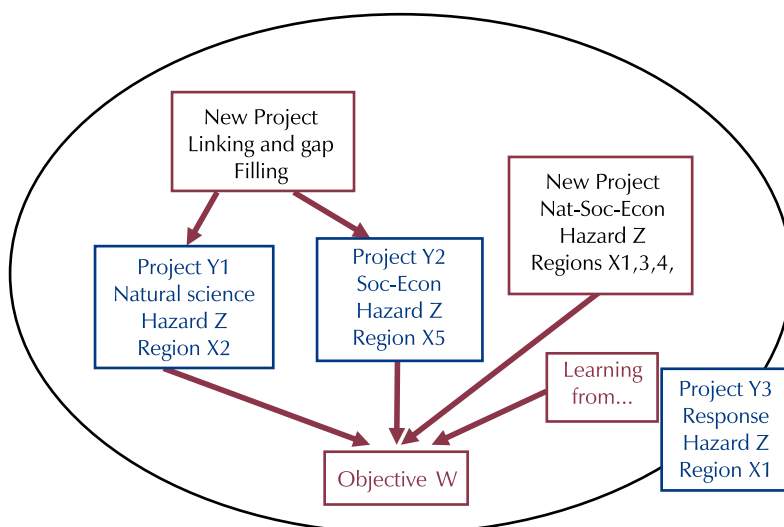 New Project
Linking and gap
Filling
New Project
Nat-Soc-Econ
Hazard Z
Regions X1,3,4,
Project Y1
Natural science
Hazard Z
Region X2
Project Y2
Soc-Econ
Hazard Z
Region X5
Learning
from...
Project Y3
Response
Hazard Z
Region X1
Objective W